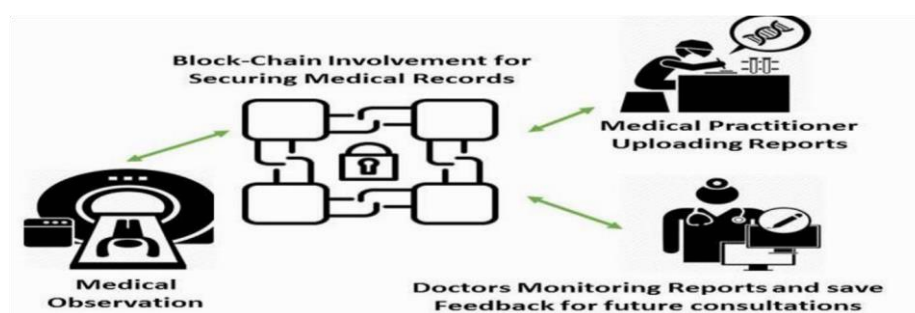 Block-Chain Involvement for
Securing Medical Records
Medical Practitioner
Uploading Reports
Medical
Observation
Doctors Monitoring Reports and save
Feedback for future consultations